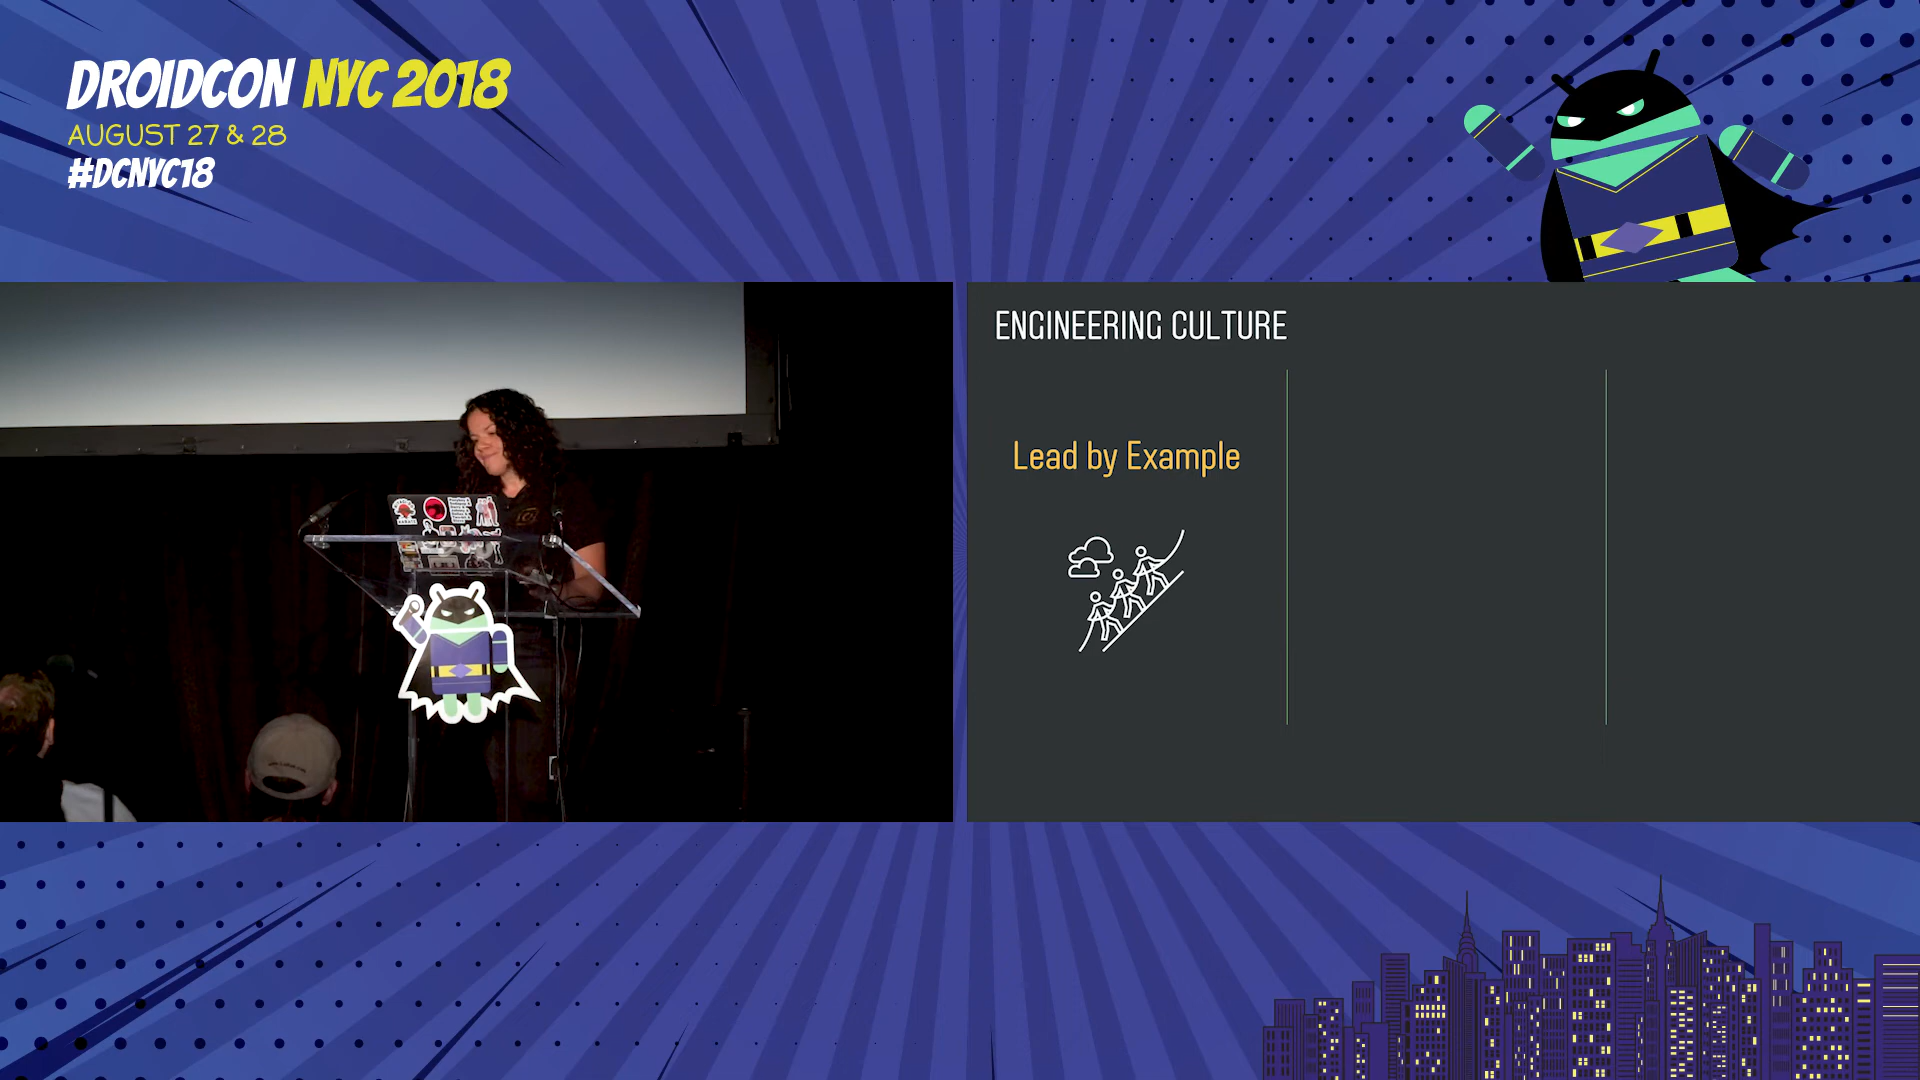 DROIDCON NYC 2018
AUGUST 27 & 28
#DCNYC18
ENGINEERING CULTURE
Lead by Example